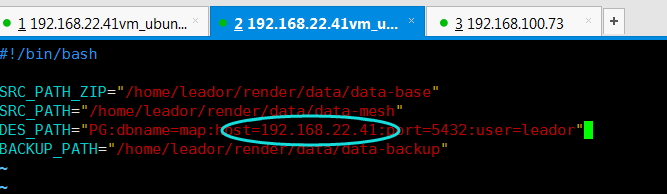 1 192.168.22.41vm_ubun... × 2 192.168.22.41vm_u... × 3 192.168.100.73 × +
#!/bin/bash
SRC_PATH_ZIP="/home/leador/render/data/data-base"
SRC_PATH="/home/leador/render/data/data-mesh"
DES_PATH="PG:dbname=map:host=192.168.22.41:port=5432:user=leador"
BACKUP_PATH="/home/leador/render/data/data-backup"
~
~